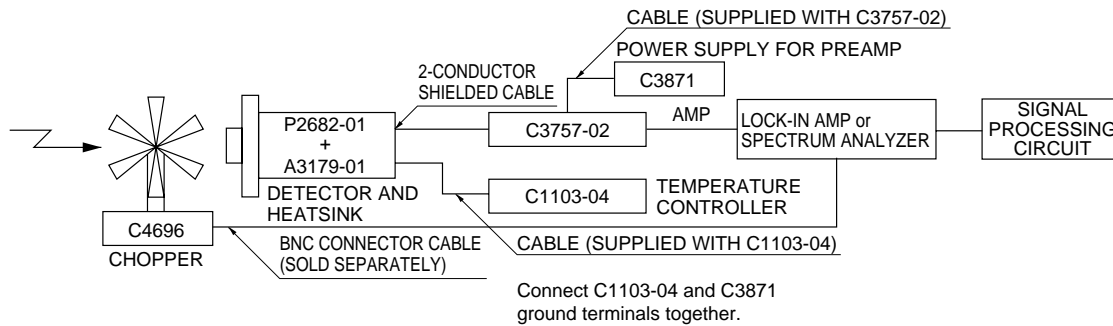 CABLE (SUPPLIED WITH C3757-02)
POWER SUPPLY FOR PREAMP
C3871
2-CONDUCTOR
SHIELDED CABLE
P2682-01
+
A3179-01
DETECTOR AND
HEATSINK
C3757-02
AMP
LOCK-IN AMP or
SPECTRUM ANALYZER
SIGNAL
PROCESSING
CIRCUIT
C1103-04
TEMPERATURE
CONTROLLER
C4696
CHOPPER
BNC CONNECTOR CABLE
(SOLD SEPARATELY)
CABLE (SUPPLIED WITH C1103-04)
Connect C1103-04 and C3871
ground terminals together.